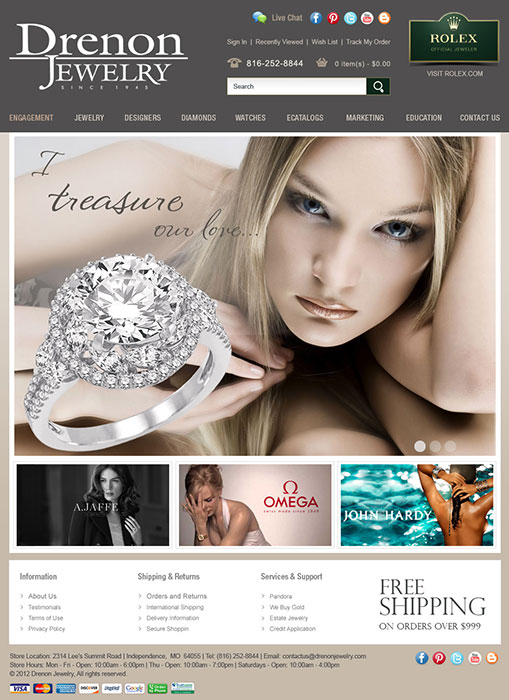 Drenon
JEWELRY
SINCE 1945
Live Chat
Sign In | Recently Viewed | Wish List | Track My Order
816-252-8844 0 item(s) - $0.00
Search
ROLEX
OFFICIAL JEWELER
VISIT ROLEX.COM
ENGAGEMENT JEWELRY DESIGNERS DIAMONDS WATCHES ECATALOGS MARKETING EDUCATION CONTACT US
I
treasure
our love...
A.JAFFE
Ω
OMEGA
swiss made since 1848
JOHN HARDY
Information
About Us
Testimonials
Terms of Use
Privacy Policy
Shipping & Returns
Orders and Returns
International Shipping
Delivery Information
Secure Shoppin
Services & Support
Pandora
We Buy Gold
Estate Jewelry
Credit Application
FREE
SHIPPING
ON ORDERS OVER $999
Store Location: 2314 Lee's Summit Road | Independence, MO 64055 | Tel: (816) 252-8844 | Email: contactus@drenonjewelry.com
Store Hours: Mon - Fri - Open: 10:00am - 6:00pm | Thu - Open: 10:00am - 7:00pm | Saturdays - Open: 10:00am - 4:00pm
© 2012 Drenon Jewelry, All rights reserved.
VISA